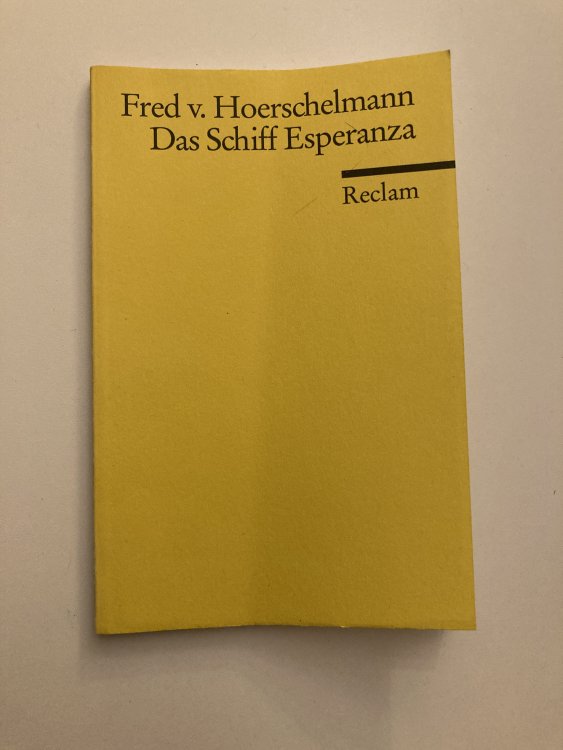 Fred v. Hoerschelmann
Das Schiff Esperanza
Reclam